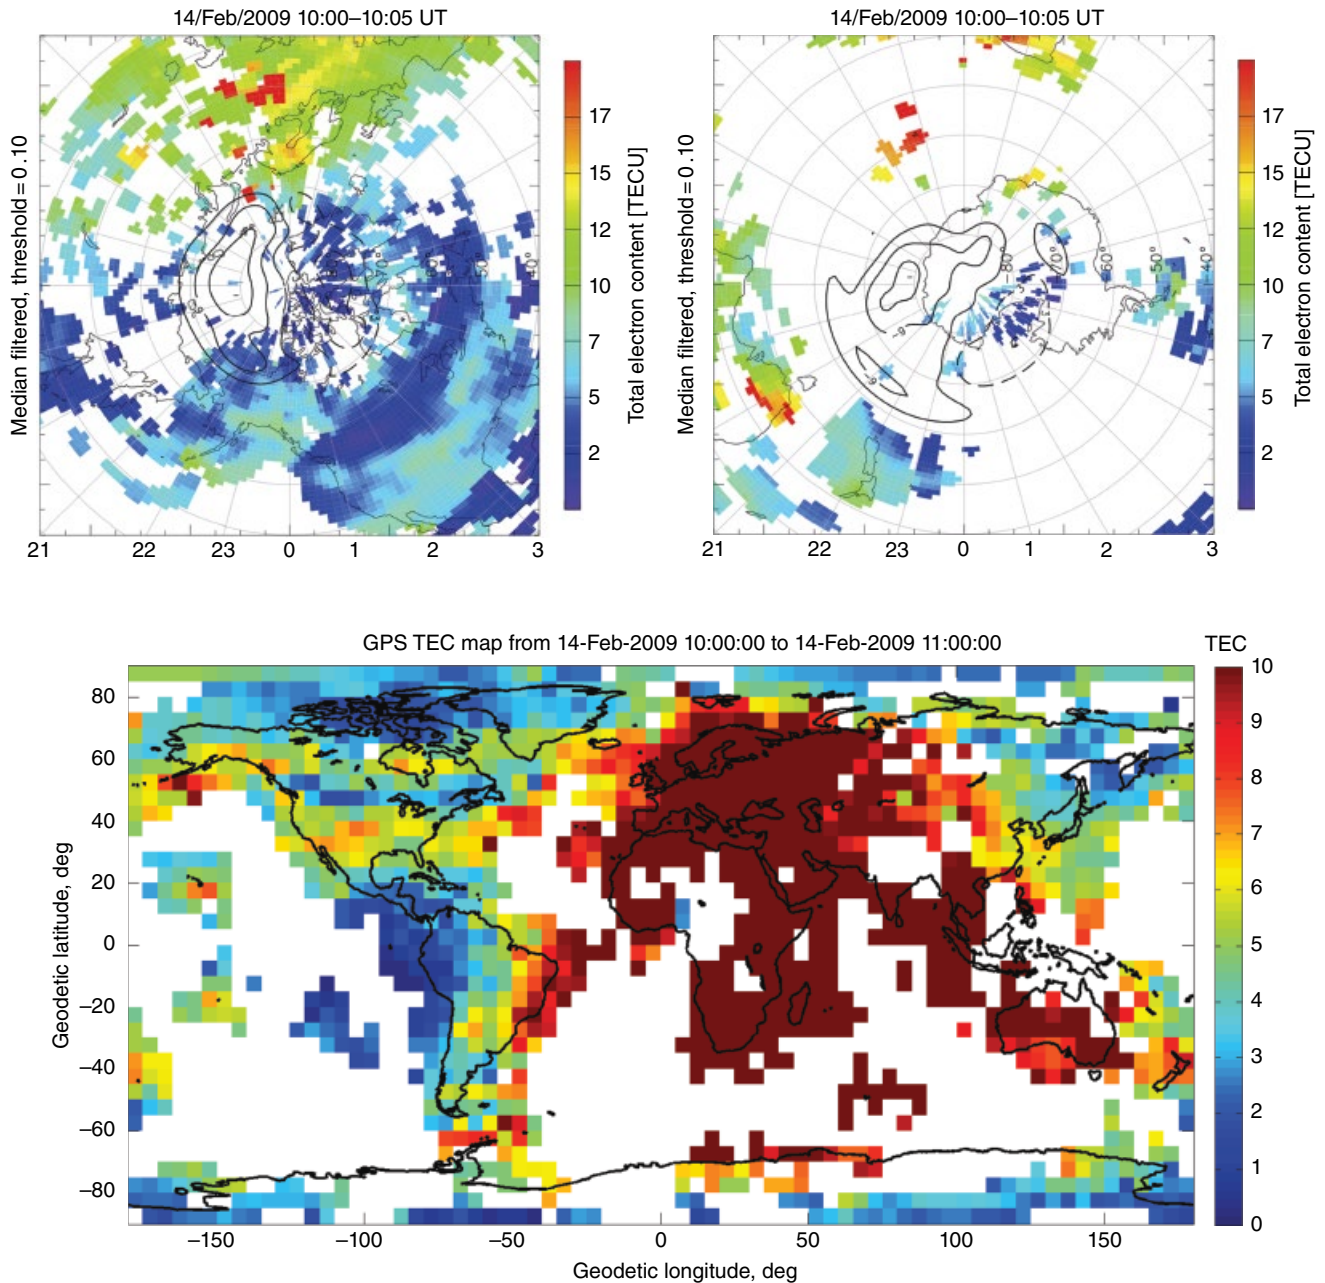 14/Feb/2009 10:00–10:05 UT
14/Feb/2009 10:00–10:05 UT
Median filtered, threshold = 0.10
17
15
12
10
7
5
2
Total electron content [TECU]
21 22 23 0 1 2 3
Median filtered, threshold = 0.10
80°
60°
50°
40°
17
15
12
10
7
5
2
Total electron content [TECU]
21 22 23 0 1 2 3
GPS TEC map from 14-Feb-2009 10:00:00 to 14-Feb-2009 11:00:00
TEC
Geodetic latitude, deg
80
60
40
20
0
–20
–40
–60
–80
10
9
8
7
6
5
4
3
2
1
0
–150 –100 –50 0 50 100 150
Geodetic longitude, deg